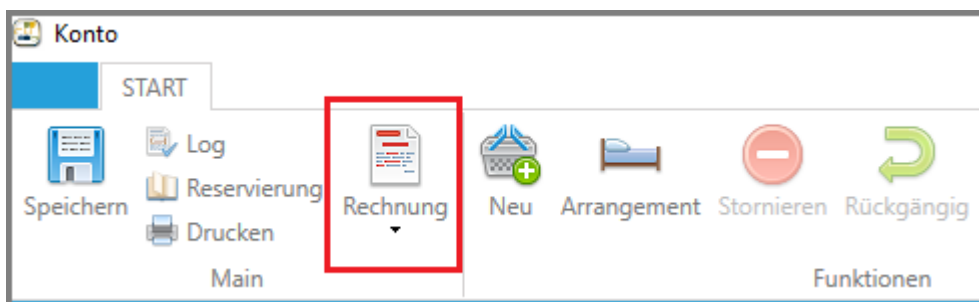 Konto
START
Speichern
Log
Reservierung
Drucken
Rechnung
Neu
Arrangement
Stornieren
Rückgängig
Main
Funktionen